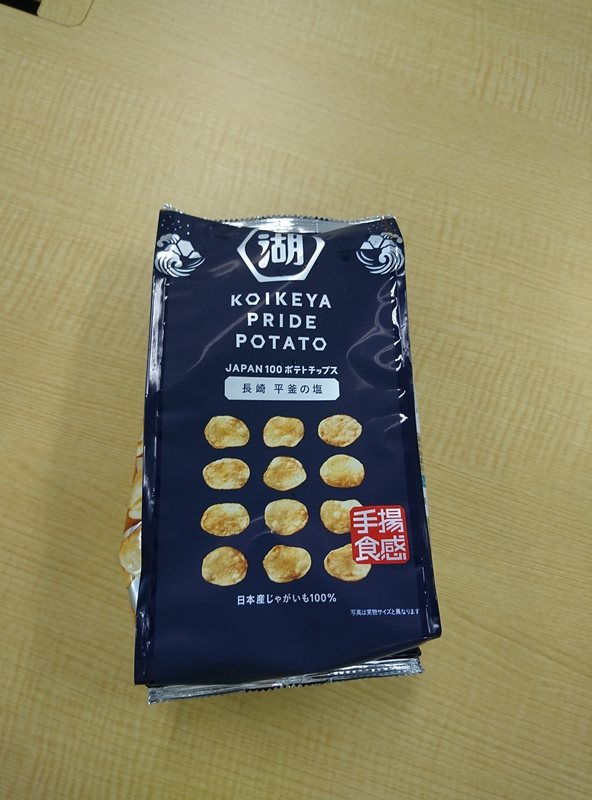 湖
KOIKEYA
PRIDE
POTATO
JAPAN 100 ポテトチップス
長崎 平釜の塩
手揚
食感
日本産じゃがいも100%
写真は実物サイズと異なります